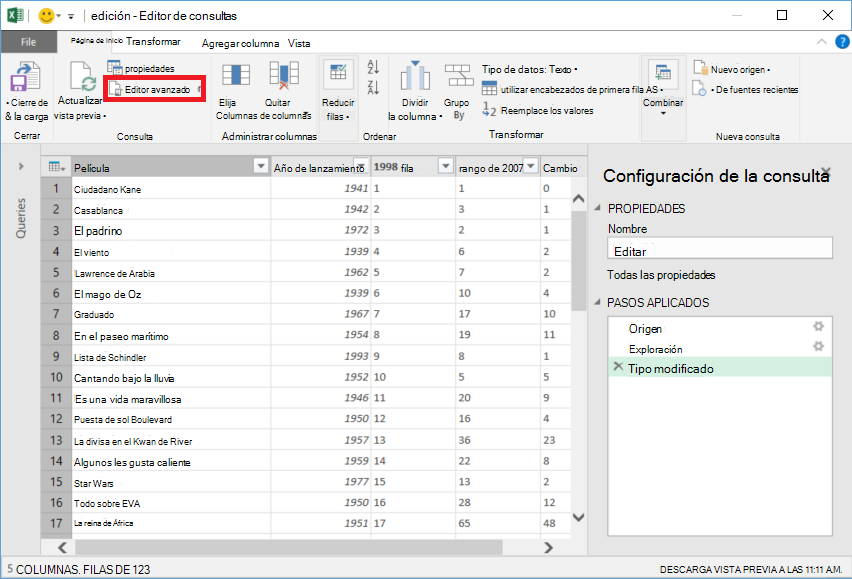 edición - Editor de consultas
File Página de Inicio Transformar Agregar columna Vista
Cierre de & la carga
Actualizar vista previa
propiedades
Editor avanzado
Elija Columnas
Quitar de columnas
Reducir filas
Dividir la columna
Grupo By
Tipo de datos: Texto
utilizar encabezados de primera fila AS
Reemplace los valores
Combinar
Nuevo origen
De fuentes recientes
Cerrar Consulta Administrar columnas Ordenar Transformar Nueva consulta
Queries
Película Año de lanzamiento 1998 fila rango de 2007 Cambio
1 Ciudadano Kane 1941 1 1 0
2 Casablanca 1942 2 3 1
3 El padrino 1972 3 2 1
4 El viento 1939 4 6 2
5 Lawrence de Arabia 1962 5 7 2
6 El mago de Oz 1939 6 10 4
7 Graduado 1967 7 17 10
8 En el paseo marítimo 1954 8 19 11
9 Lista de Schindler 1993 9 8 1
10 Cantando bajo la lluvia 1952 10 5 5
11 'Es una vida maravillosa 1946 11 20 9
12 Puesta de sol Boulevard 1950 12 16 4
13 La divisa en el Kwan de River 1957 13 36 23
14 Algunos les gusta caliente 1959 14 22 8
15 Star Wars 1977 15 13 2
16 Todo sobre EVA 1950 16 28 12
17 La reina de África 1951 17 65 48
Configuración de la consulta
PROPIEDADES
Nombre
Editar
Todas las propiedades
PASOS APLICADOS
Origen
Exploración
Tipo modificado
5 COLUMNAS. FILAS DE 123
DESCARGA VISTA PREVIA A LAS 11:11 A.M.